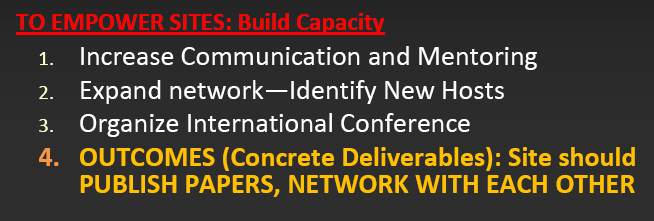 TO EMPOWER SITES: Build Capacity
1. Increase Communication and Mentoring
2. Expand network—Identify New Hosts
3. Organize International Conference
4. OUTCOMES (Concrete Deliverables): Site should
PUBLISH PAPERS, NETWORK WITH EACH OTHER